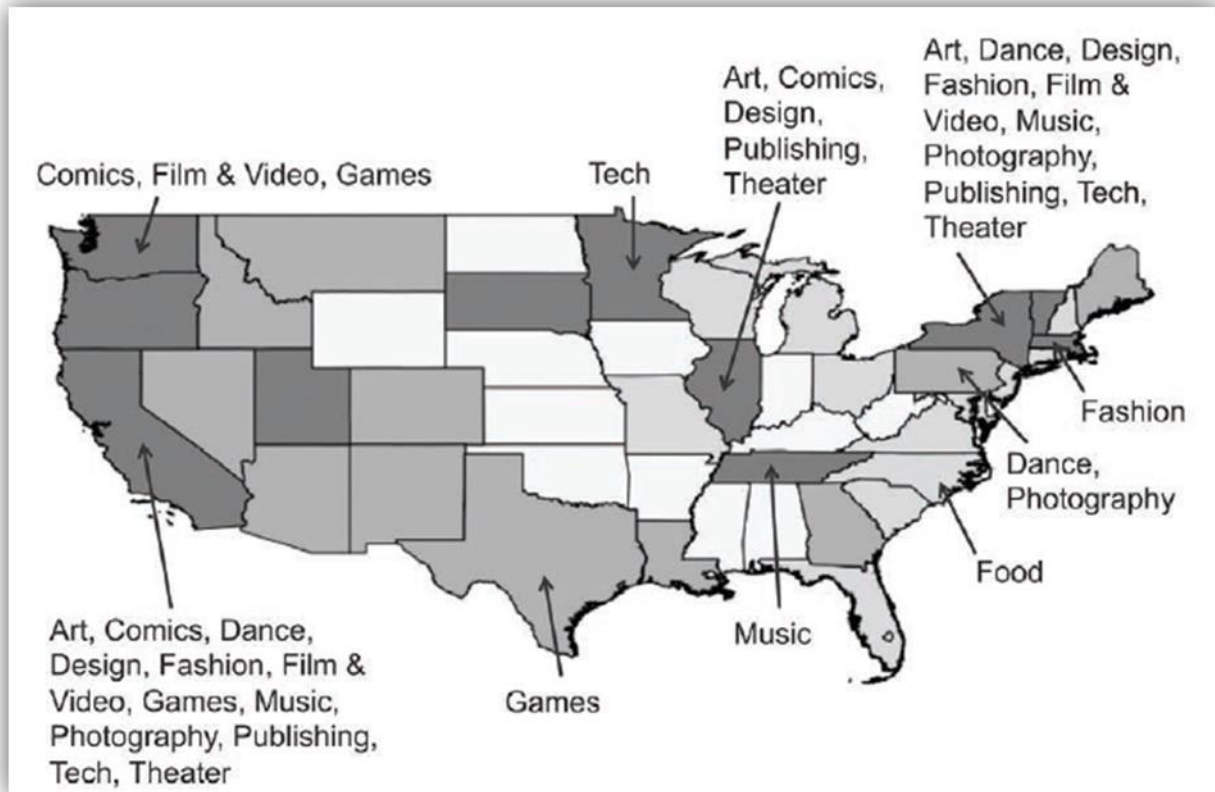 Art, Dance, Design,
Fashion, Film &
Video, Music,
Photography,
Publishing, Tech,
Theater
Art, Comics,
Design,
Publishing,
Theater
Comics, Film & Video, Games
Tech
Fashion
Dance,
Photography
Food
Music
Games
Art, Comics, Dance,
Design, Fashion, Film &
Video, Games, Music,
Photography, Publishing,
Tech, Theater